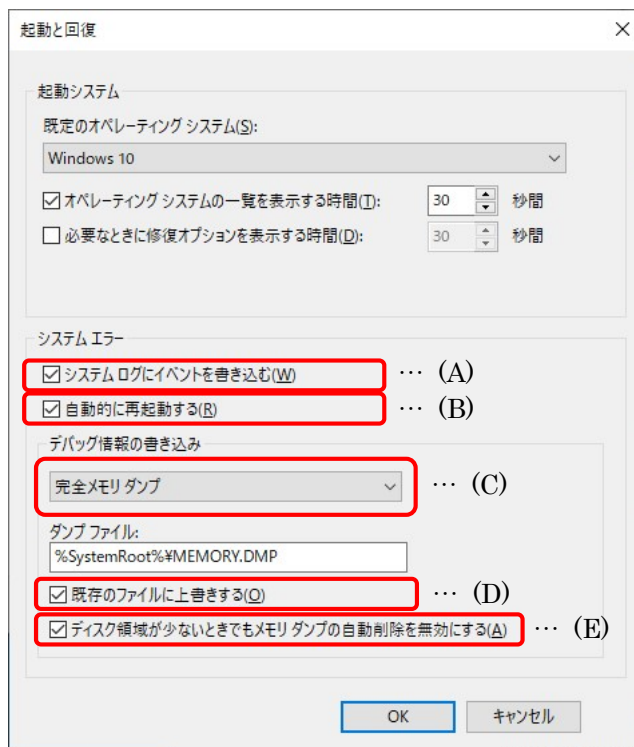 起動と回復
起動システム
既定のオペレーティング システム(S):
Windows 10
オペレーティング システムの一覧を表示する時間(T): 30 秒間
必要なときに修復オプションを表示する時間(D): 30 秒間
システム エラー
システム ログにイベントを書き込む(W) … (A)
自動的に再起動する(R) … (B)
デバッグ情報の書き込み
完全メモリ ダンプ … (C)
ダンプ ファイル:
%SystemRoot%¥MEMORY.DMP
既存のファイルに上書きする(O) … (D)
ディスク領域が少ないときでもメモリ ダンプの自動削除を無効にする(A) … (E)
OK キャンセル